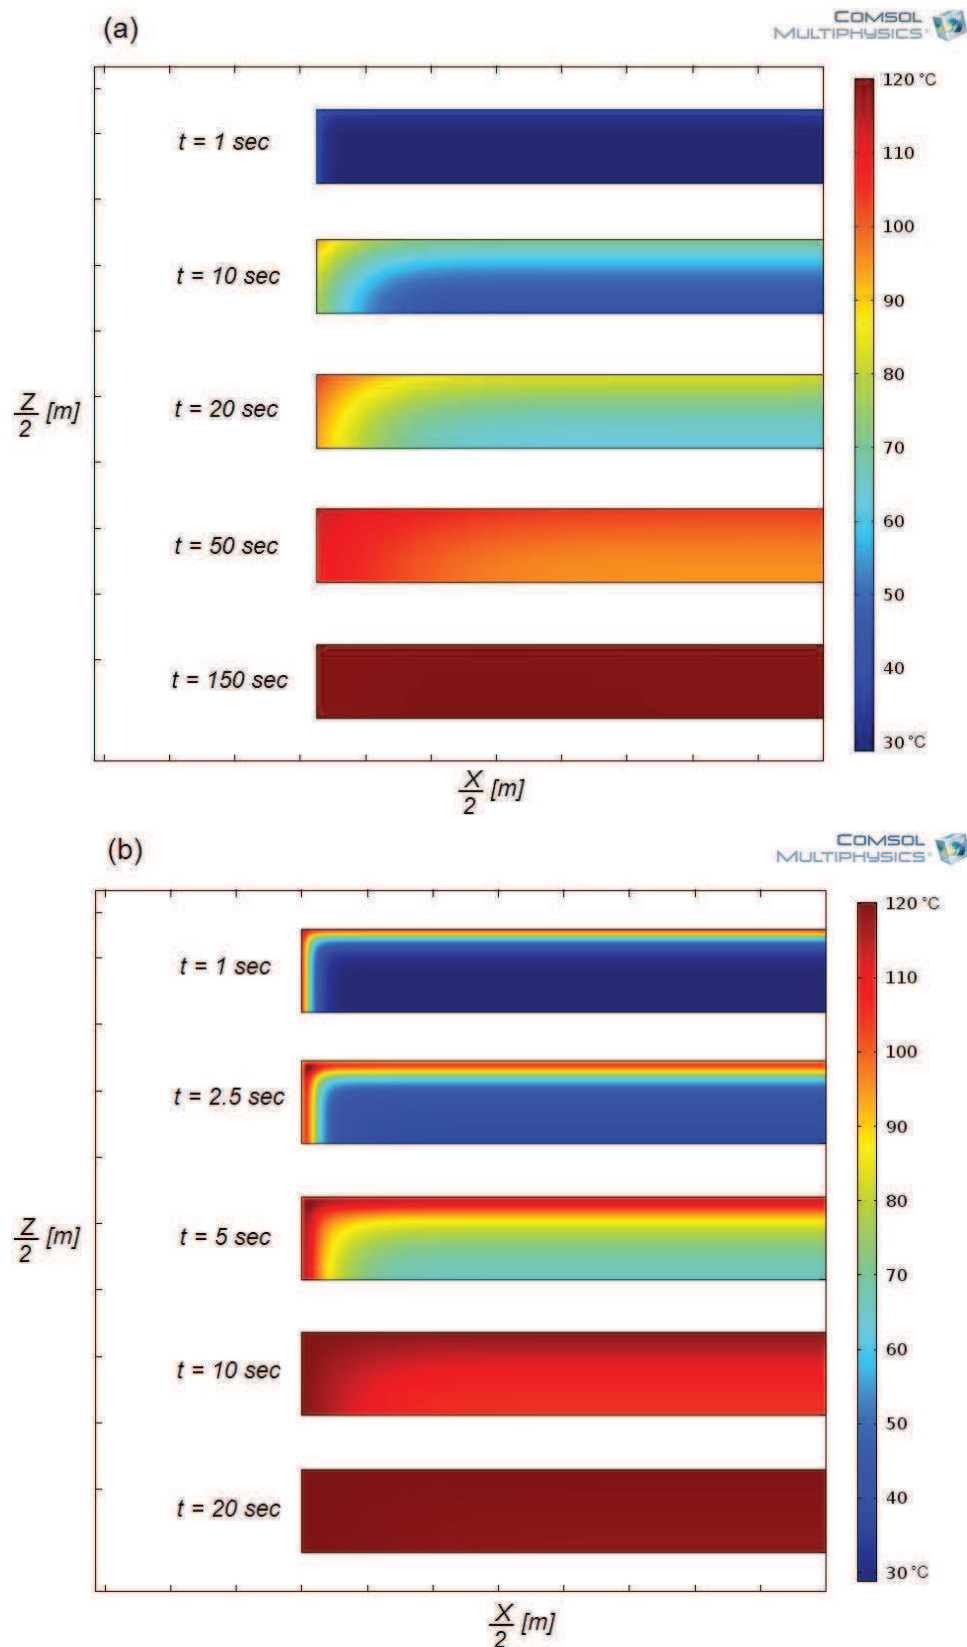 (a)
COMSOL
MULTIPHYSICS®
120 °C
t = 1 sec
110
100
t = 10 sec
90
80
Z/2 [m]
t = 20 sec
70
60
t = 50 sec
50
40
t = 150 sec
30 °C
X/2 [m]
(b)
COMSOL
MULTIPHYSICS®
120 °C
t = 1 sec
110
100
t = 2.5 sec
90
80
Z/2 [m]
t = 5 sec
70
60
t = 10 sec
50
40
t = 20 sec
30 °C
X/2 [m]